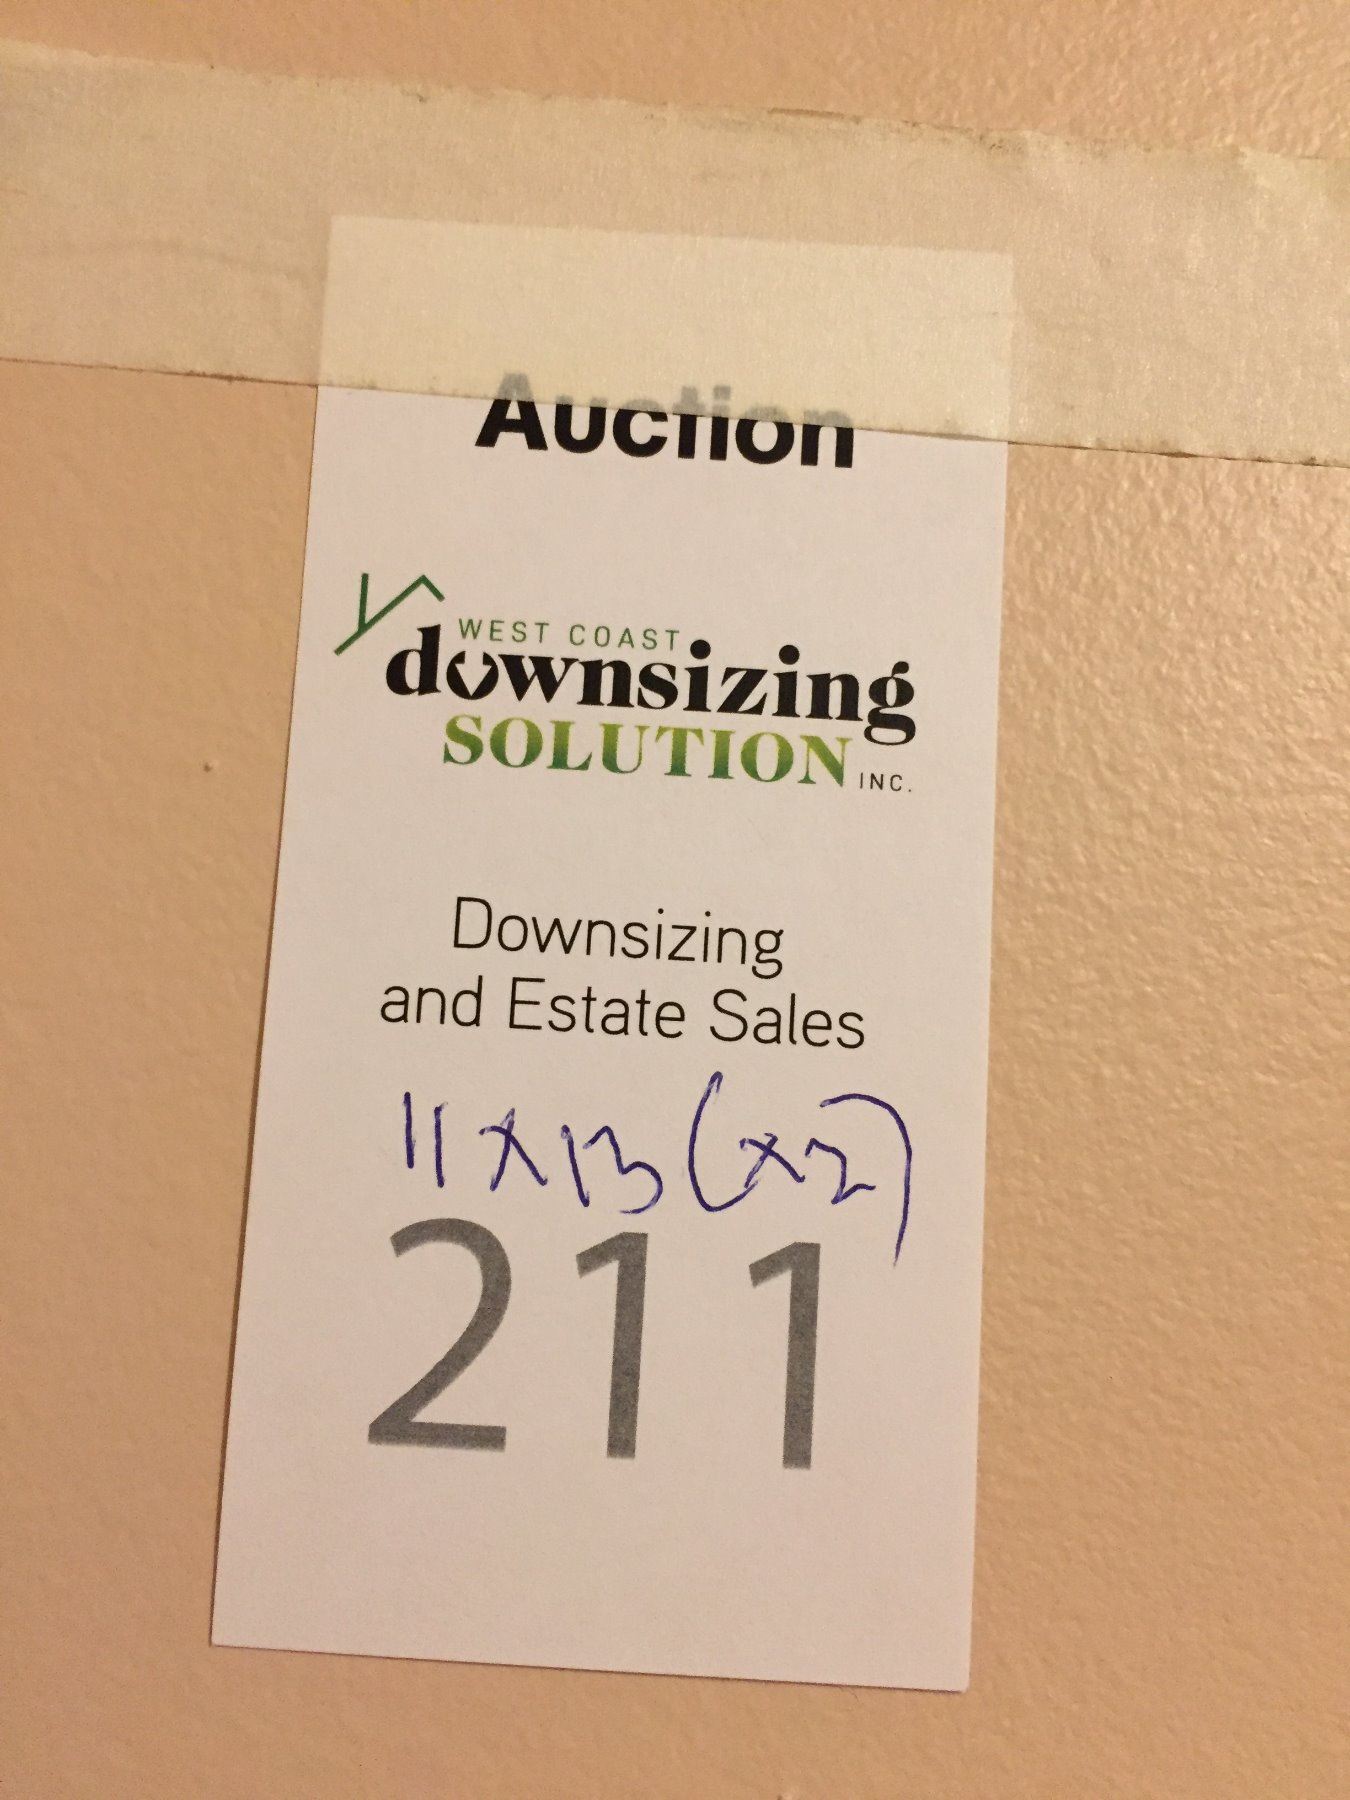 Auction
WEST COAST
downsizing
SOLUTION INC.
Downsizing
and Estate Sales
11 x 13 (x2)
211